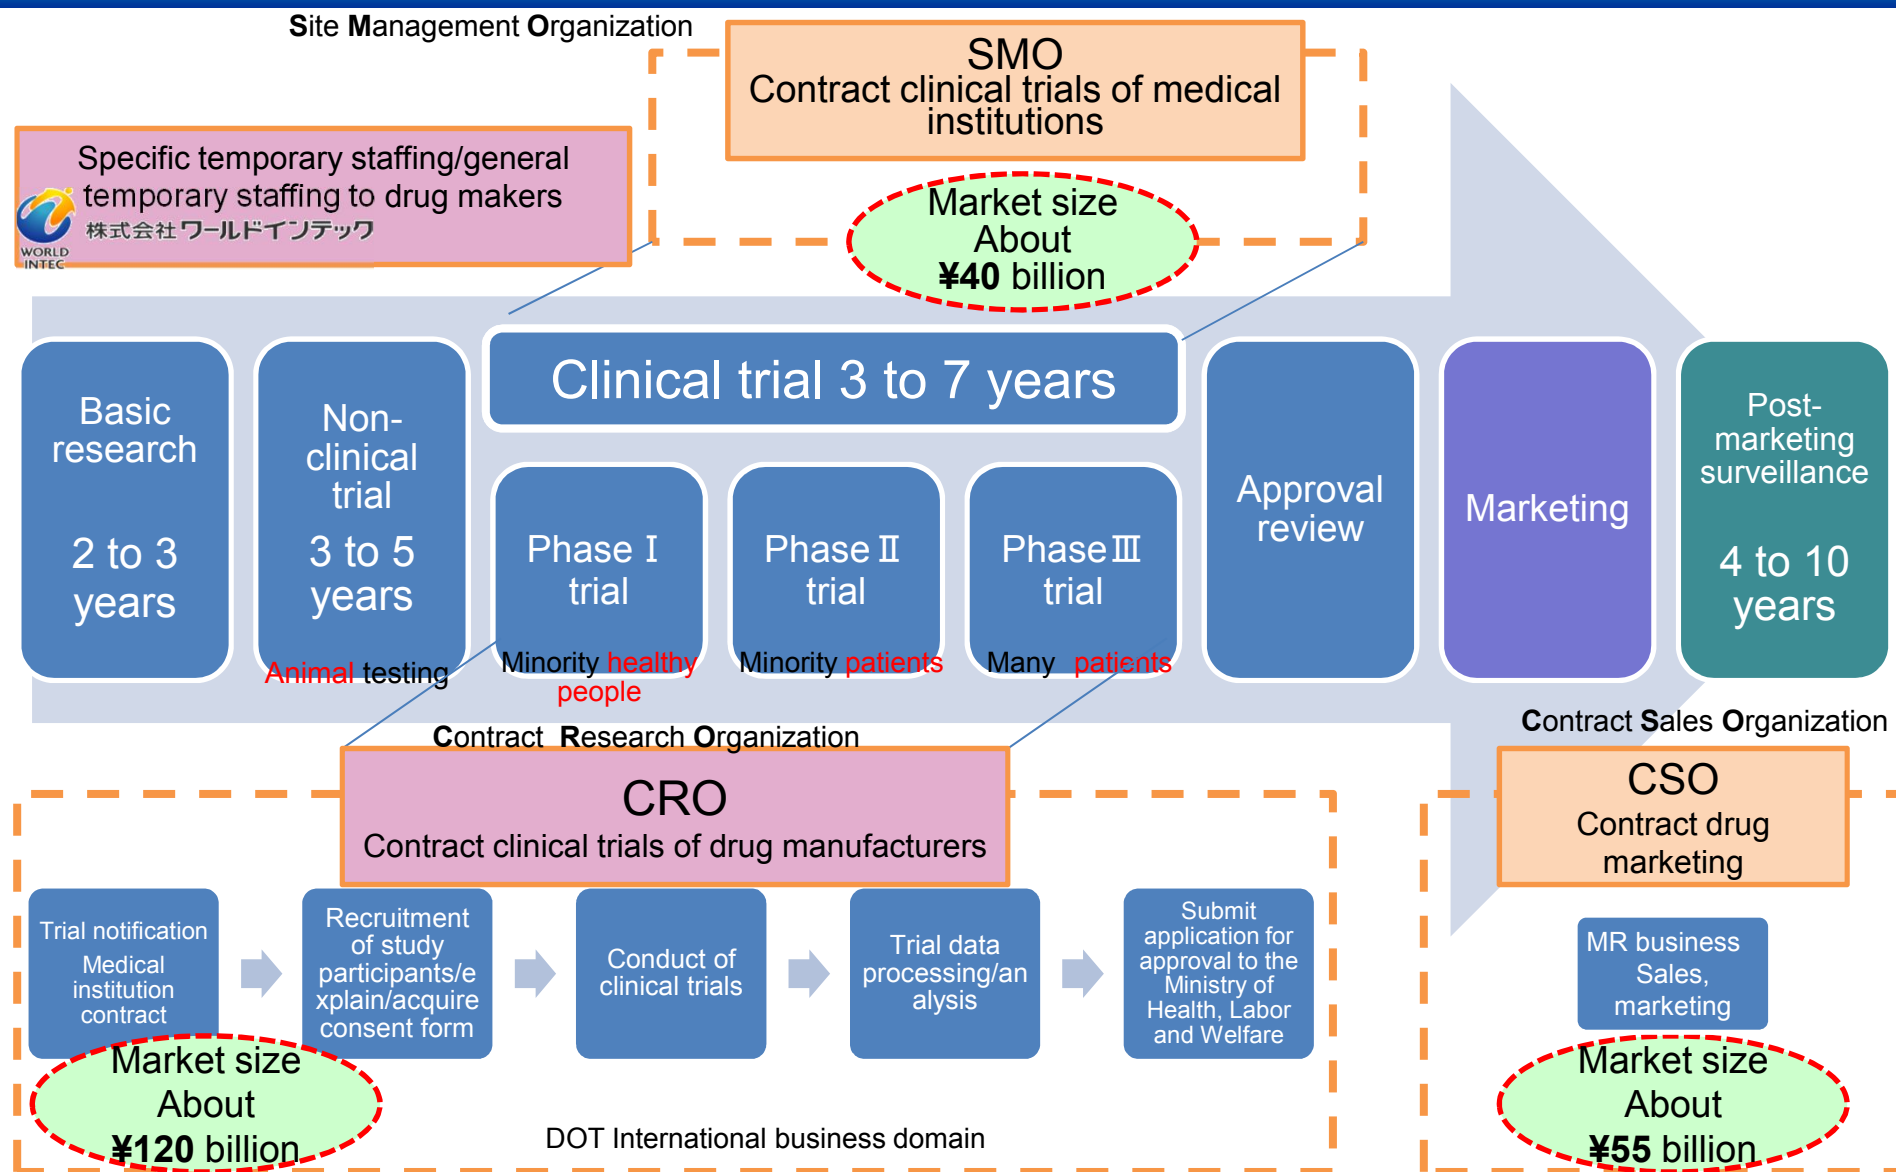 Site Management Organization
SMO
Contract clinical trials of medical
institutions
Specific temporary staffing/general
temporary staffing to drug makers
株式会社ワールドインテック
WORLD
INTEC
Market size
About
¥40 billion
Basic
research
2 to 3
years
Non-
clinical
trial
3 to 5
years
Animal testing
Clinical trial 3 to 7 years
Phase Ⅰ
trial
Minority healthy
people
Phase Ⅱ
trial
Minority patients
Phase Ⅲ
trial
Many patients
Approval
review
Marketing
Post-
marketing
surveillance
4 to 10
years
Contract Research Organization
CRO
Contract clinical trials of drug manufacturers
Trial notification
Medical
institution
contract
Recruitment
of study
participants/e
xplain/acquire
consent form
Conduct of
clinical trials
Trial data
processing/an
alysis
Submit
application for
approval to the
Ministry of
Health, Labor
and Welfare
Market size
About
¥120 billion
DOT International business domain
Contract Sales Organization
CSO
Contract drug
marketing
MR business
Sales,
marketing
Market size
About
¥55 billion